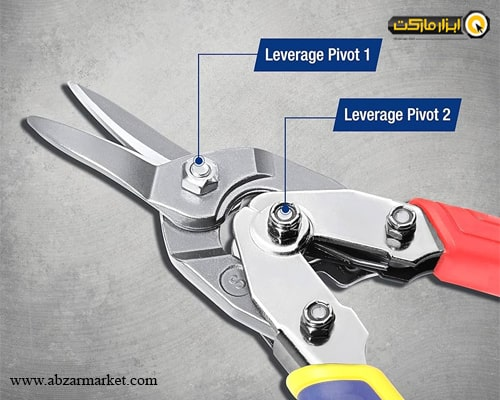 ابزارمارکت
Leverage Pivot 1
Leverage Pivot 2
S
www.abzarmarket.com